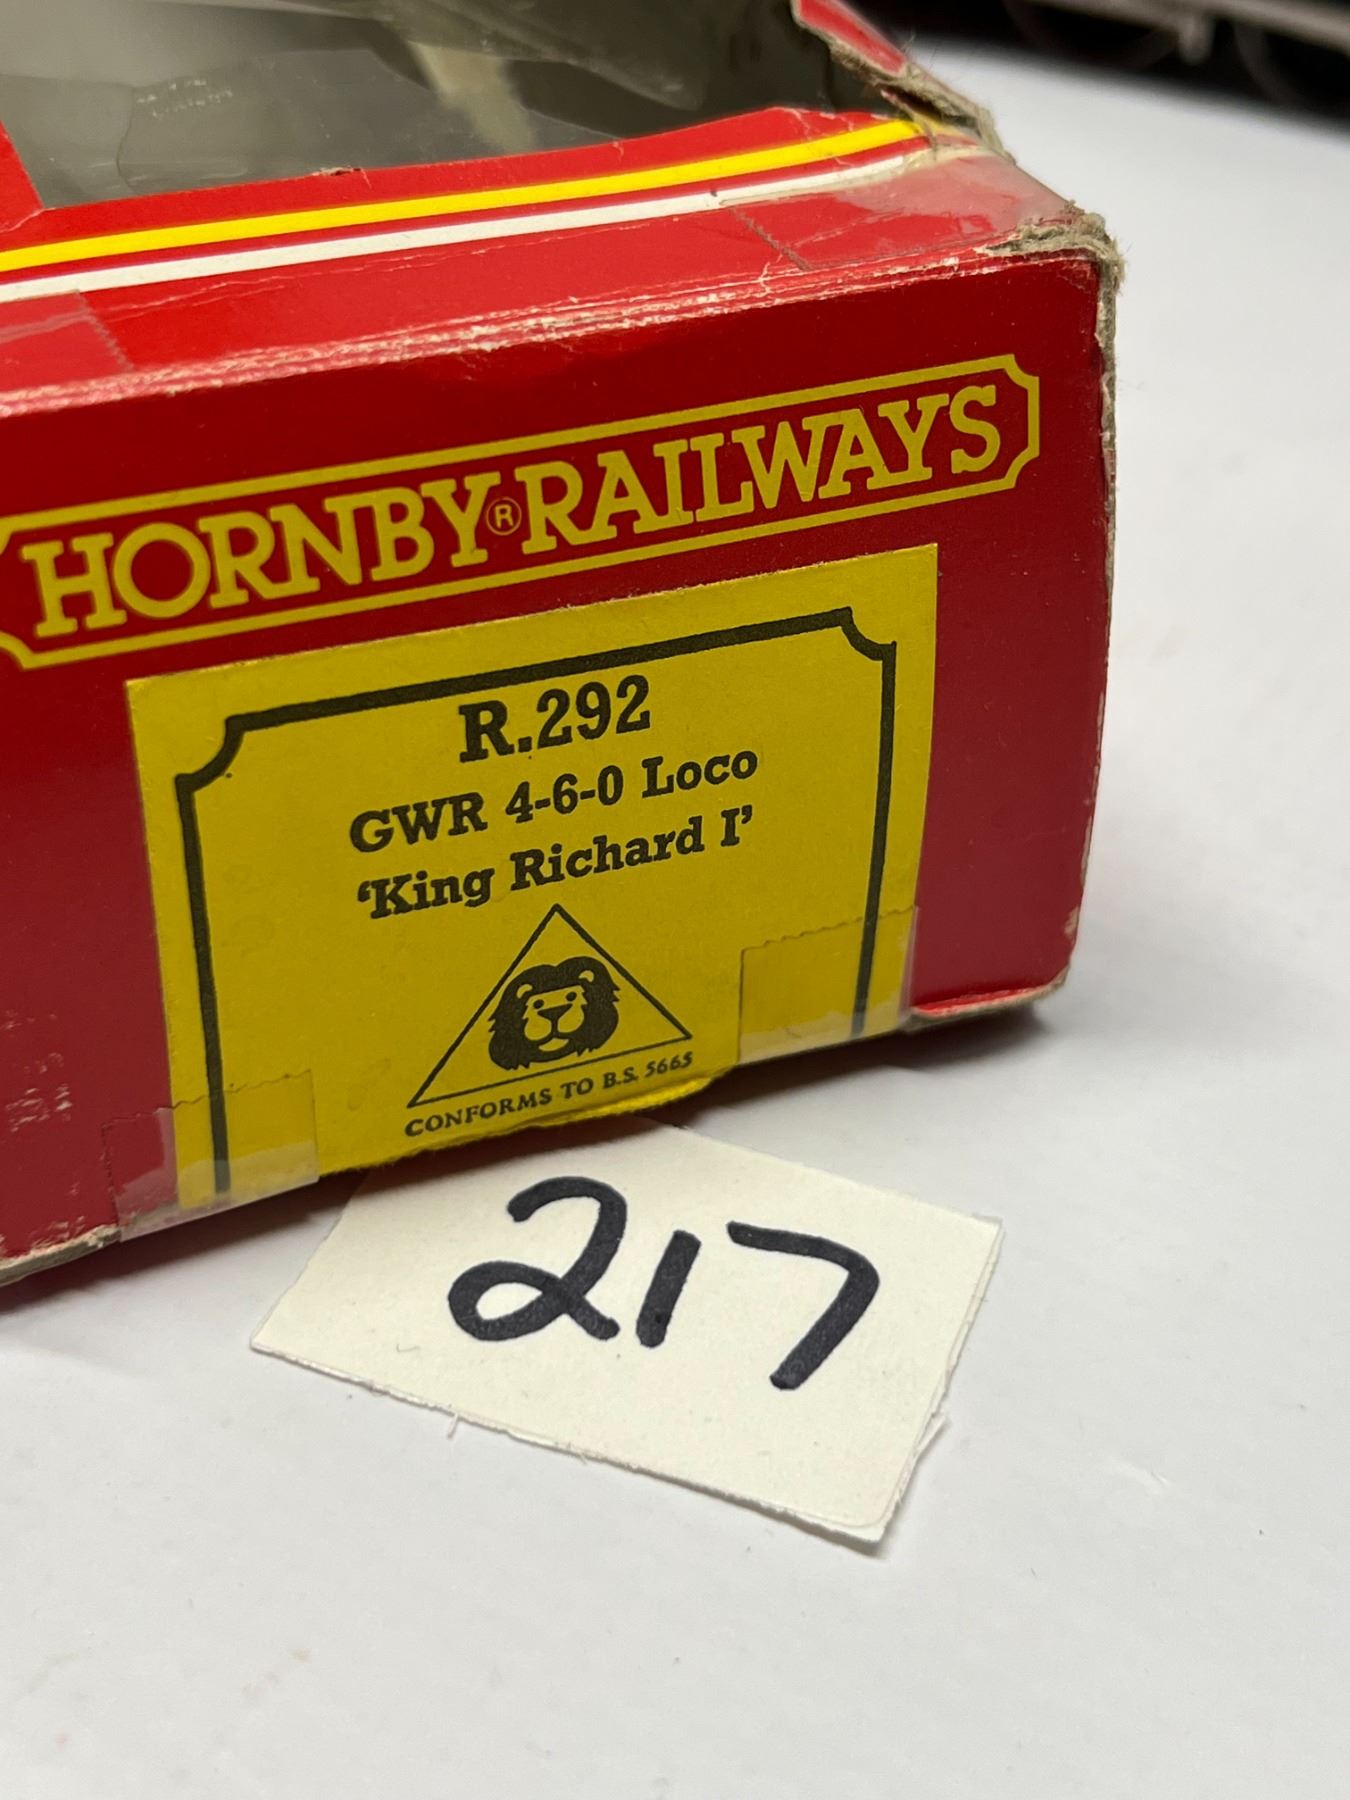 HORNBY® RAILWAYS
R.292
GWR 4-6-0 Loco
‘King Richard I’
CONFORMS TO B.S. 5665
217